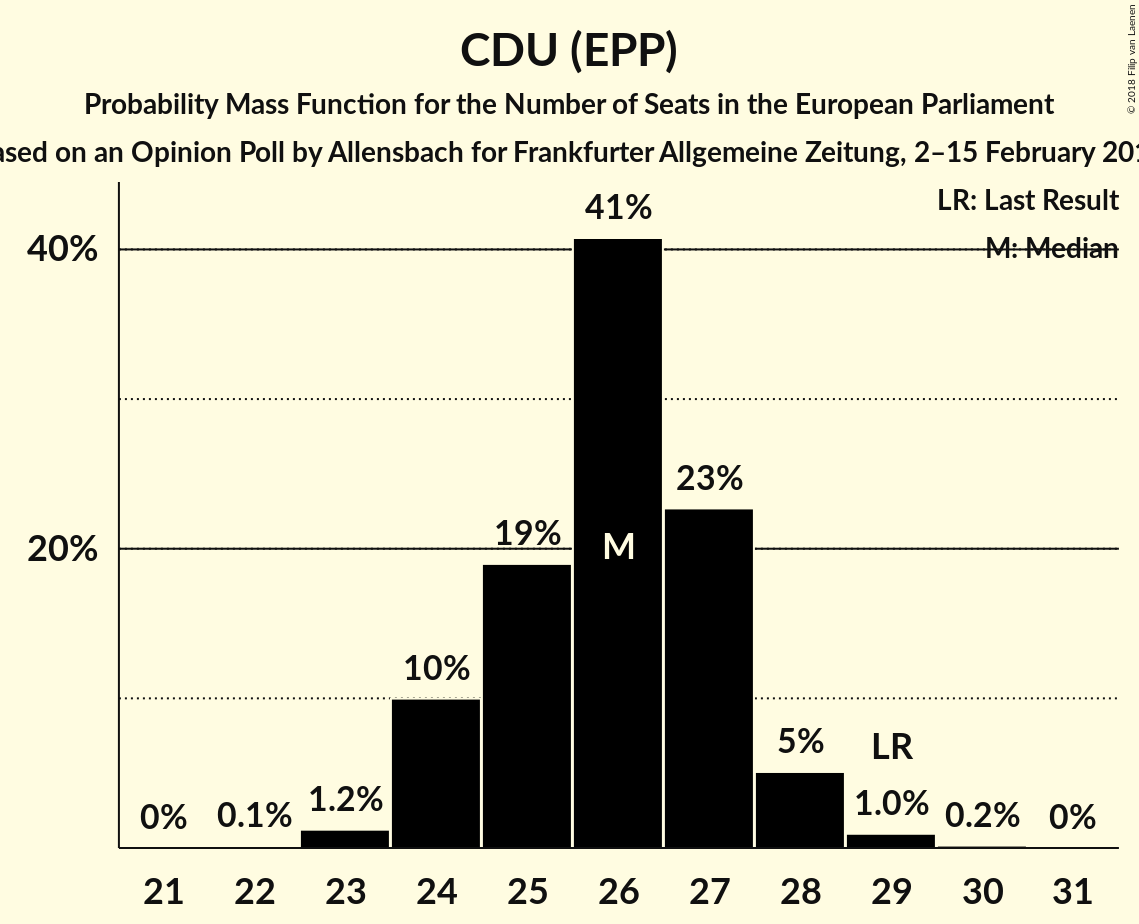 © 2018 Filip van Laenen
CDU (EPP)
Probability Mass Function for the Number of Seats in the European Parliament
on an Opinion Poll by Allensbach for Frankfurter Allgemeine Zeitung, 2–15 February
LR: Last Result
M: Median
41%
40%
23%
19%
20%
M
10%
5%
LR
0%
0.1%
1.2%
1.0%
0.2%
0%
21 22 23 24 25 26 27 28 29 30 31